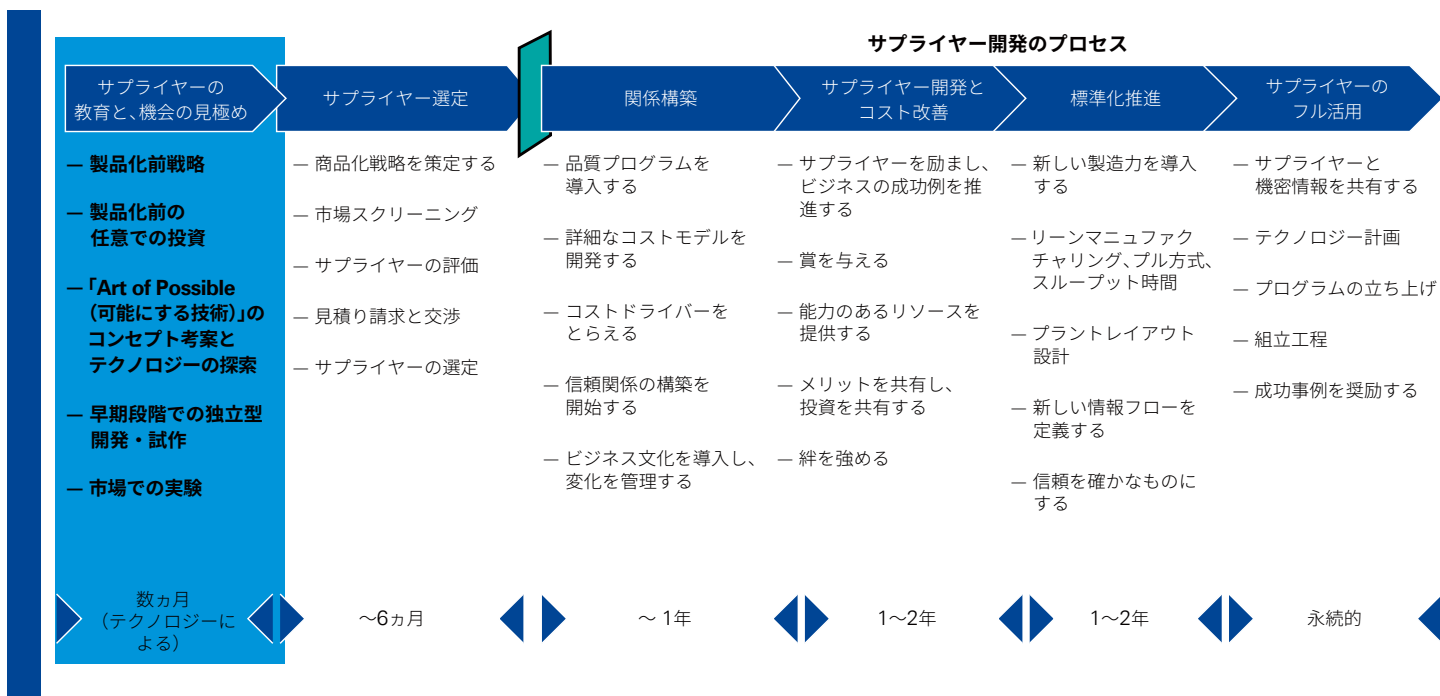 サプライヤー開発のプロセス
サプライヤーの
教育と、機会の見極め
サプライヤー選定
関係構築
サプライヤー開発と
コスト改善
標準化推進
サプライヤーの
フル活用
— 製品化前戦略
— 製品化前の
任意での投資
—「Art of Possible
（可能にする技術）」の
コンセプト考案と
テクノロジーの探索
— 早期段階での独立型
開発・試作
— 市場での実験
— 商品化戦略を策定する
— 市場スクリーニング
— サプライヤーの評価
— 見積り請求と交渉
— サプライヤーの選定
— 品質プログラムを
導入する
— 詳細なコストモデルを
開発する
— コストドライバーを
とらえる
— 信頼関係の構築を
開始する
— ビジネス文化を導入し、
変化を管理する
— サプライヤーを励まし、
ビジネスの成功例を推
進する
— 賞を与える
— 能力のあるリソースを
提供する
— メリットを共有し、
投資を共有する
— 絆を強める
— 新しい製造力を導入
する
— リーンマニュファク
チャリング、プル方式、
スループット時間
— プラントレイアウト
設計
— 新しい情報フローを
定義する
— 信頼を確かなものに
する
— サプライヤーと
機密情報を共有する
— テクノロジー計画
— プログラムの立ち上げ
— 組立工程
— 成功事例を奨励する
数ヵ月
（テクノロジーに
よる）
～6ヵ月
～ 1年
1～2年
1～2年
永続的